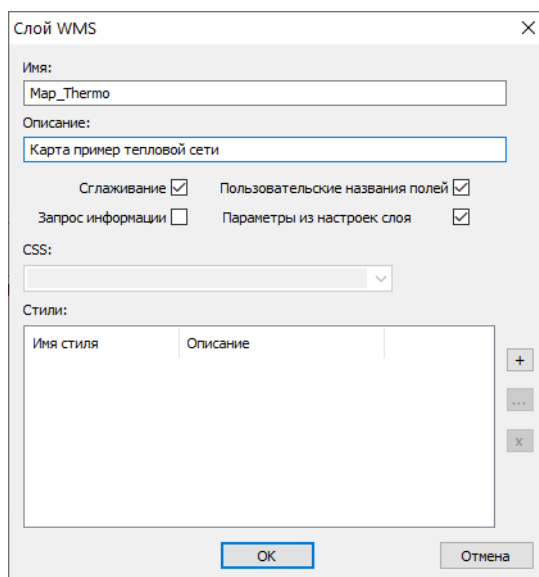 Слой WMS
Имя:
Map_Thermo
Описание:
Карта пример тепловой сети
Сглаживание Пользовательские названия полей
Запрос информации Параметры из настроек слоя
CSS:
Стили:
Имя стиля Описание
+
...
x
OK Отмена